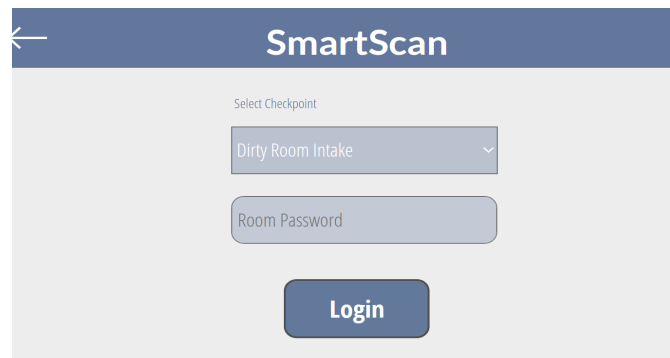 SmartScan
Select Checkpoint
Dirty Room Intake
Room Password
Login